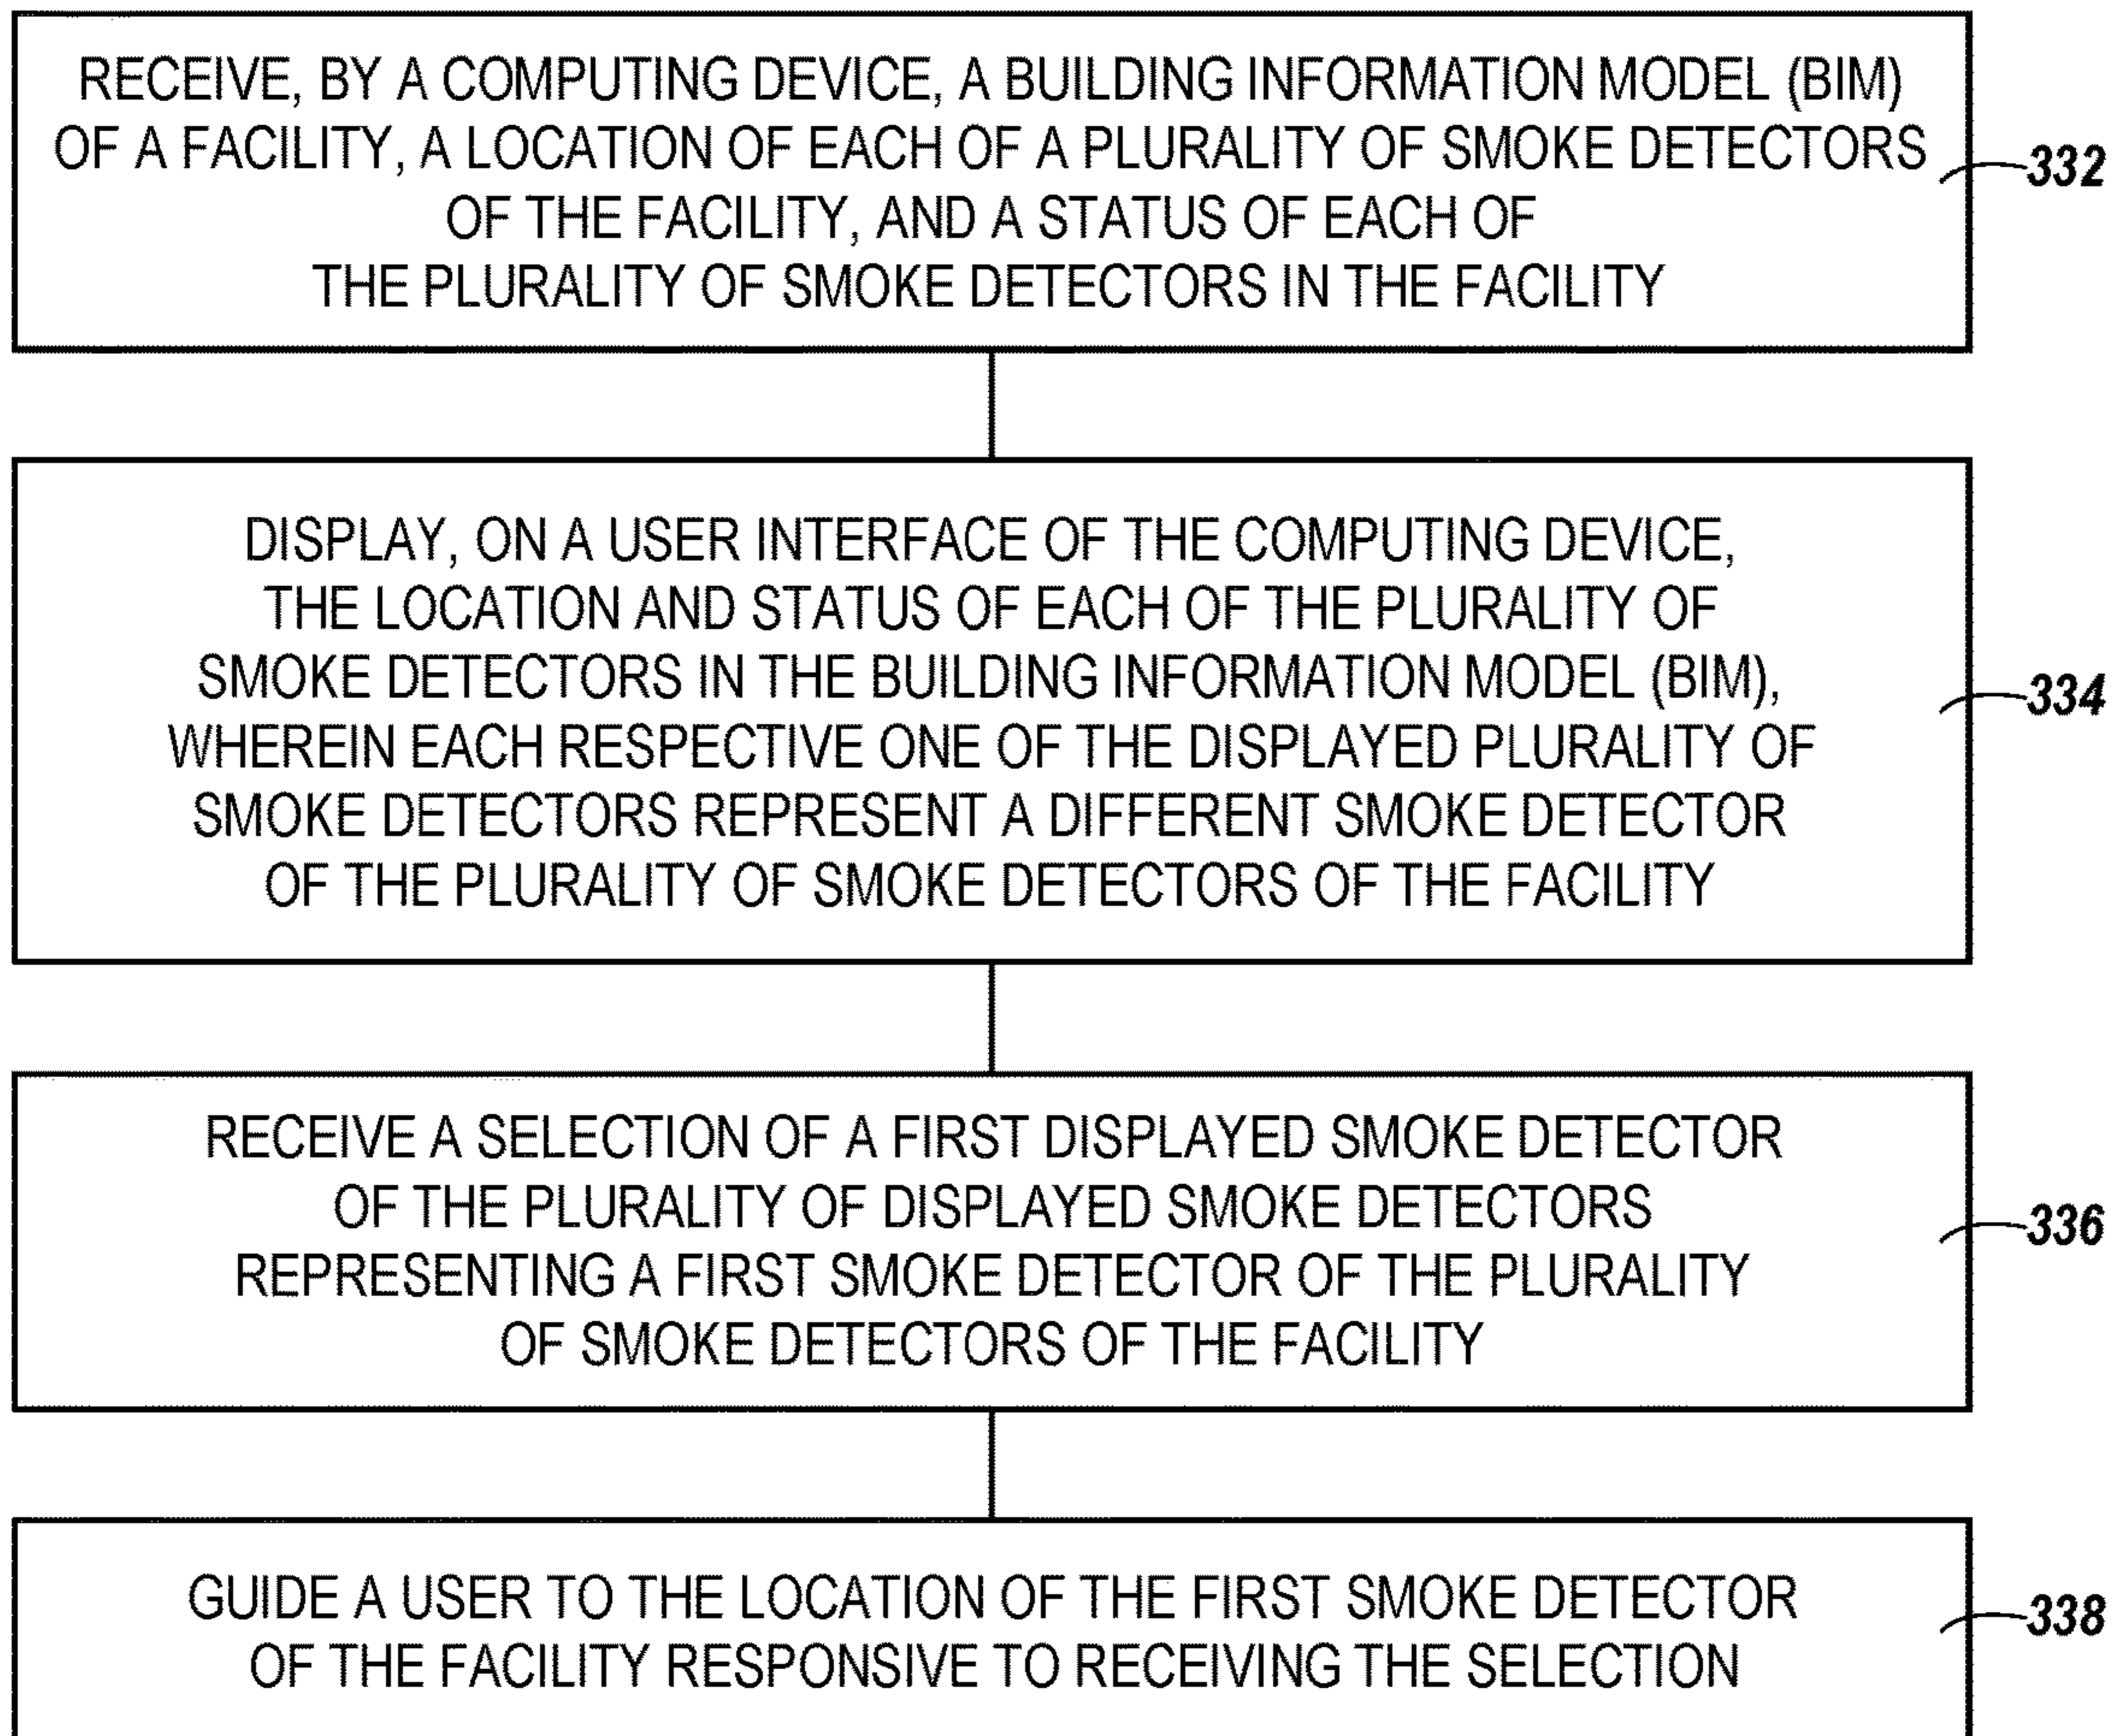 RECEIVE, BY A COMPUTING DEVICE, A BUILDING INFORMATION MODEL (BIM)
OF A FACILITY, A LOCATION OF EACH OF A PLURALITY OF SMOKE DETECTORS
OF THE FACILITY, AND A STATUS OF EACH OF
THE PLURALITY OF SMOKE DETECTORS IN THE FACILITY
332
DISPLAY, ON A USER INTERFACE OF THE COMPUTING DEVICE,
THE LOCATION AND STATUS OF EACH OF THE PLURALITY OF
SMOKE DETECTORS IN THE BUILDING INFORMATION MODEL (BIM),
WHEREIN EACH RESPECTIVE ONE OF THE DISPLAYED PLURALITY OF
SMOKE DETECTORS REPRESENT A DIFFERENT SMOKE DETECTOR
OF THE PLURALITY OF SMOKE DETECTORS OF THE FACILITY
334
RECEIVE A SELECTION OF A FIRST DISPLAYED SMOKE DETECTOR
OF THE PLURALITY OF DISPLAYED SMOKE DETECTORS
REPRESENTING A FIRST SMOKE DETECTOR OF THE PLURALITY
OF SMOKE DETECTORS OF THE FACILITY
336
GUIDE A USER TO THE LOCATION OF THE FIRST SMOKE DETECTOR
OF THE FACILITY RESPONSIVE TO RECEIVING THE SELECTION
338